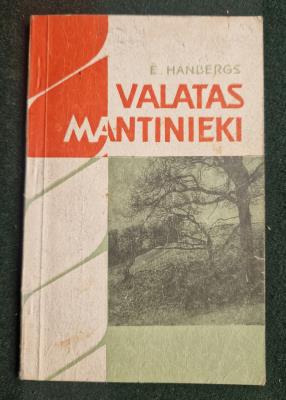 E. HANBERGS
VALATAS
MANTINIEKI